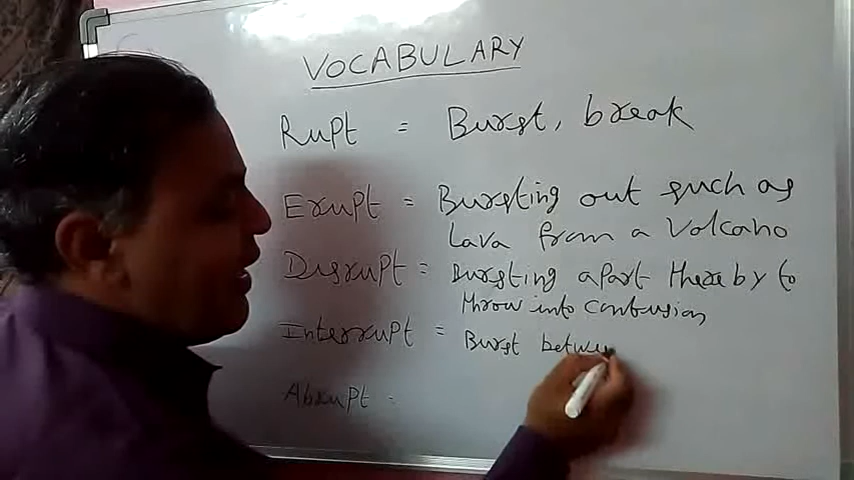 VOCABULARY
Rupt = Burst, break
Erupt = Bursting out such as
Lava from a Volcano
Disrupt = Bursting apart thereby to
throw into confusion
Interrupt = Burst betwee
Abrupt -